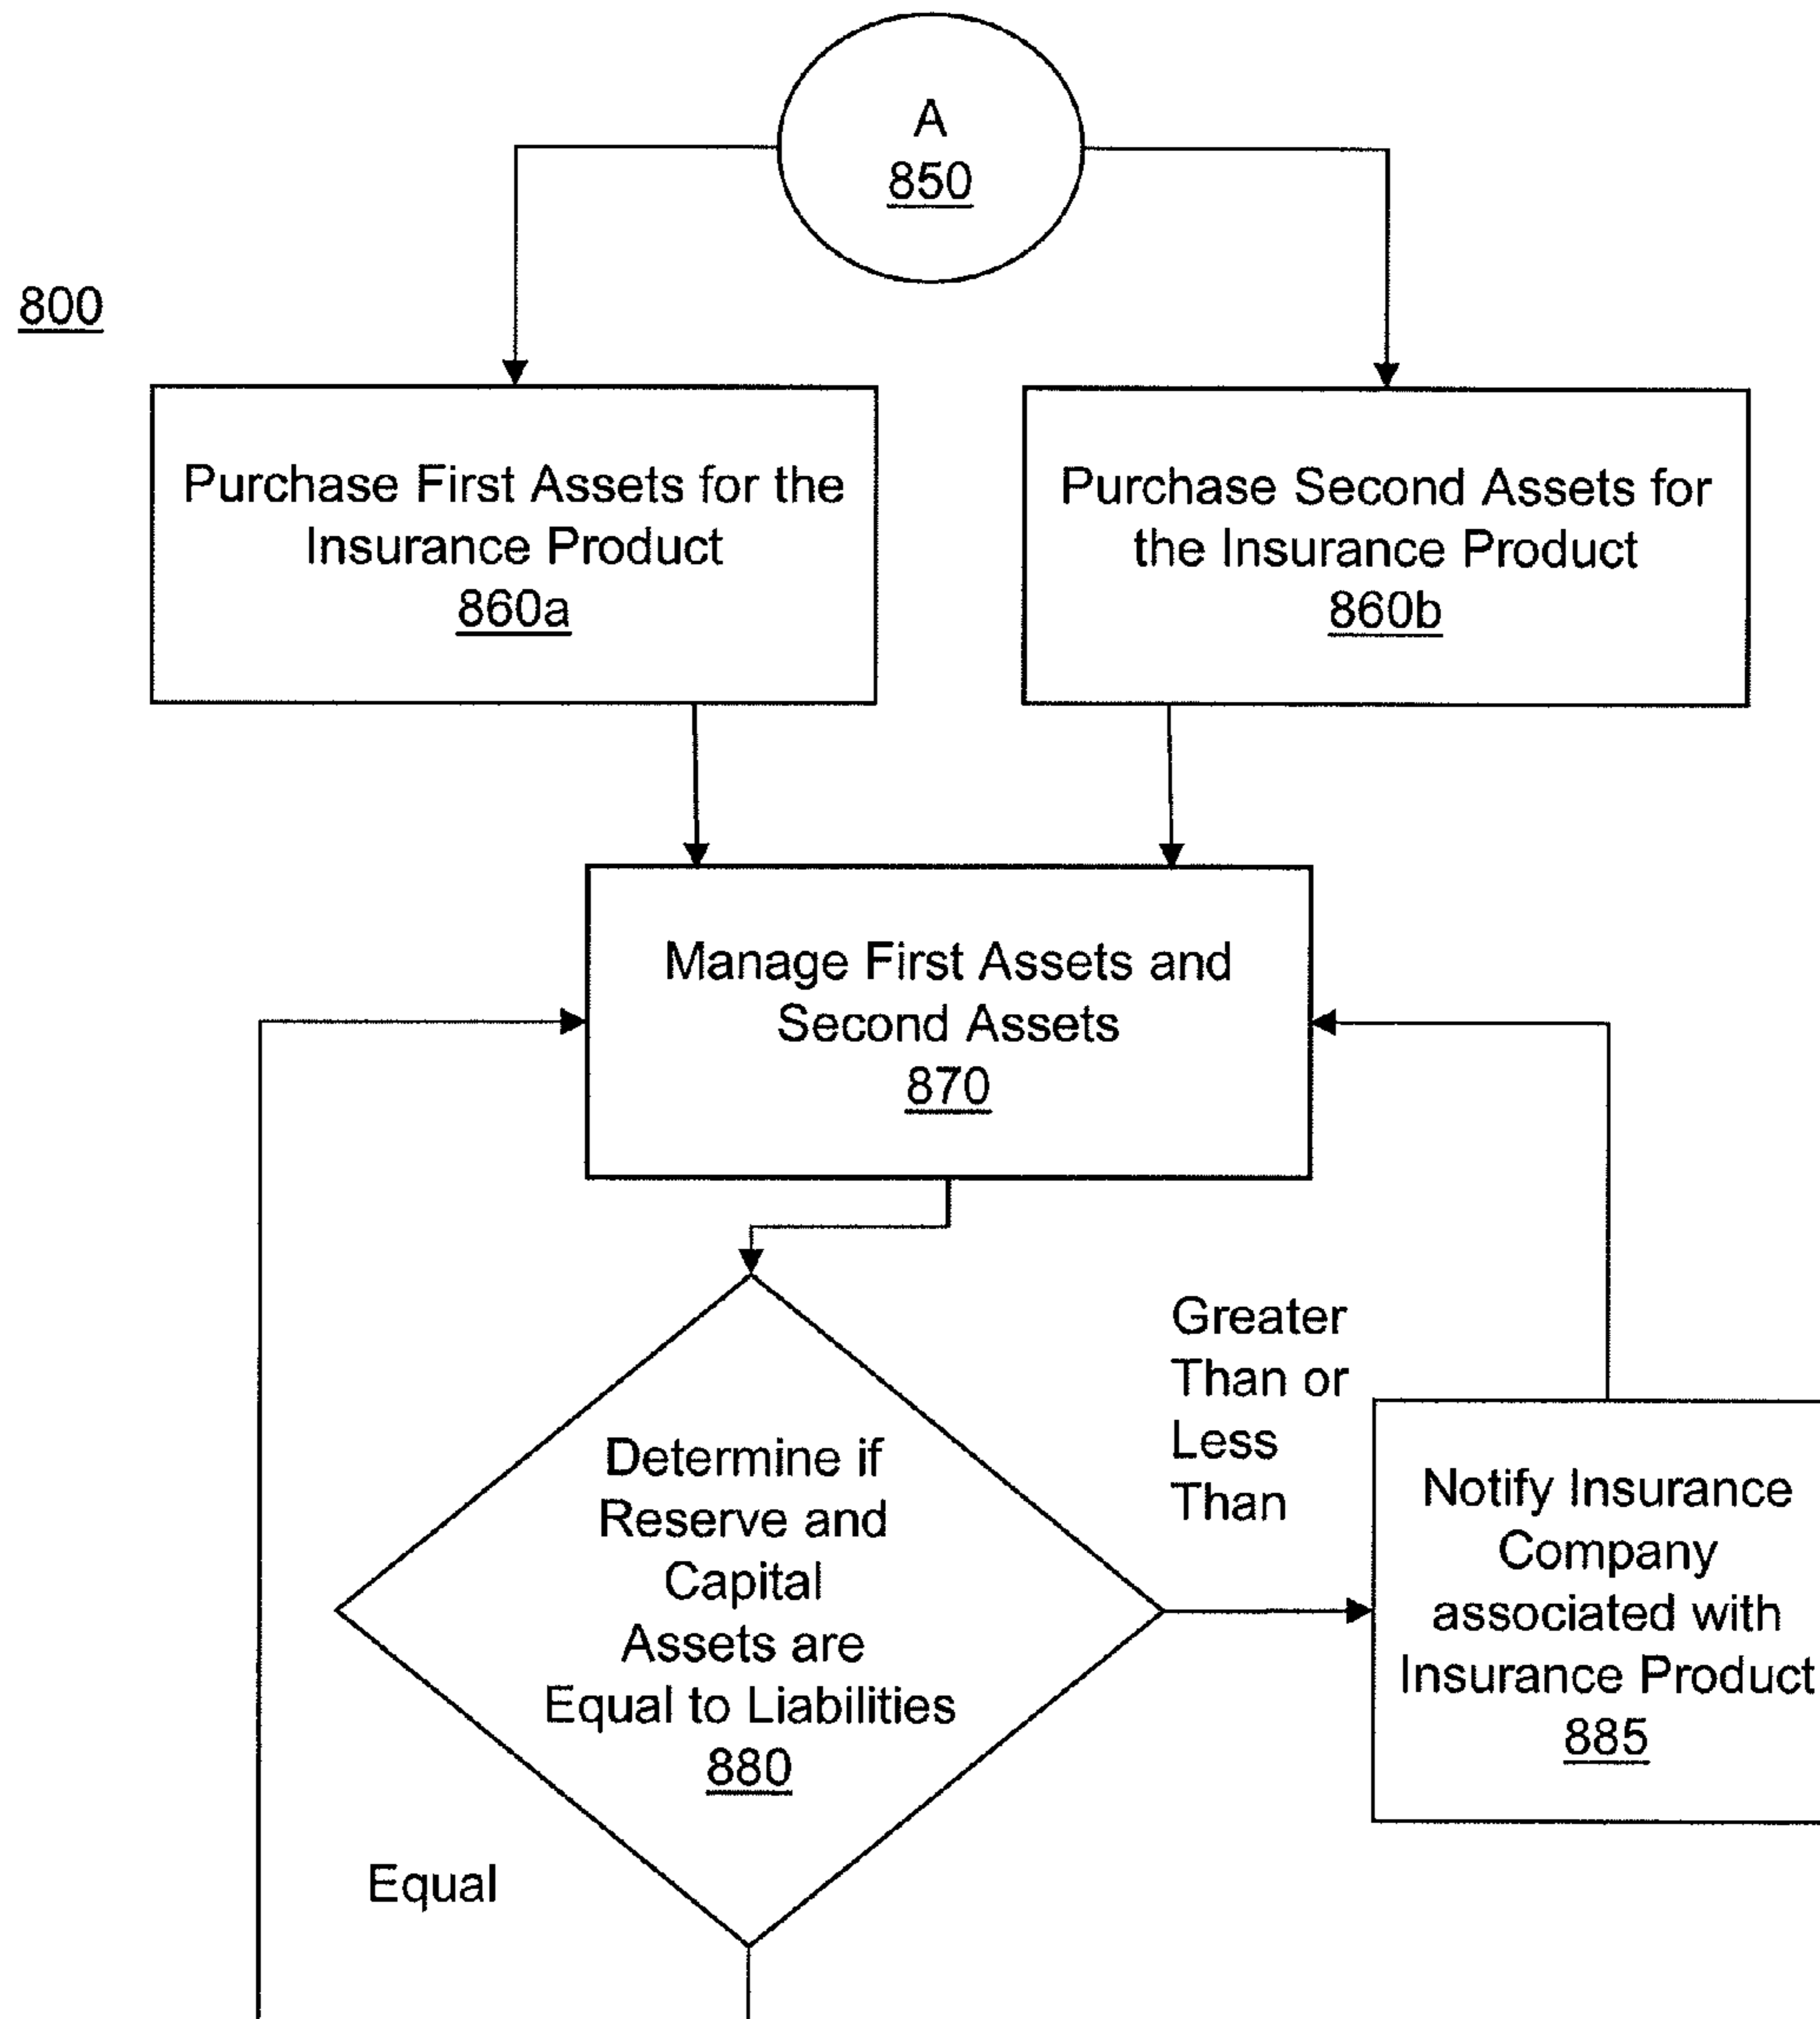 A
850
800
Purchase First Assets for the
Insurance Product
860a
Purchase Second Assets for
the Insurance Product
860b
Manage First Assets and
Second Assets
870
Greater
Than or
Less
Than
Determine if
Reserve and
Capital
Assets are
Equal to Liabilities
880
Notify Insurance
Company
associated with
Insurance Product
885
Equal